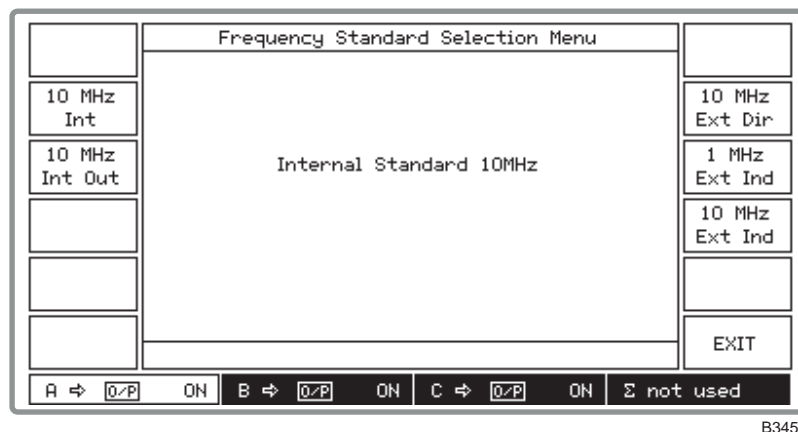 Frequency Standard Selection Menu
10 MHz
Int
10 MHz
Int Out
Internal Standard 10MHz
10 MHz
Ext Dir
1 MHz
Ext Ind
10 MHz
Ext Ind
EXIT
A ⇨ O/P ON B ⇨ O/P ON C ⇨ O/P ON Σ not used
B3451